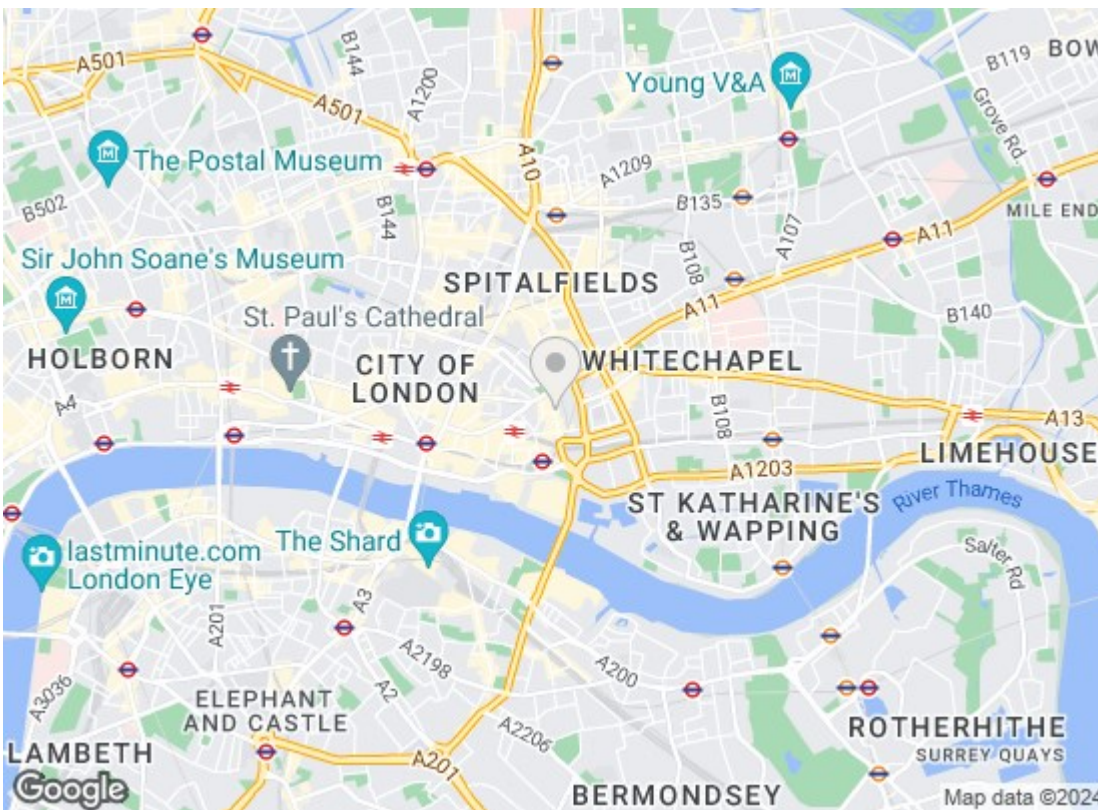 A501
B144
A1200
A501
A10
Young V&A
B119
BOW
Grove Rd
The Postal Museum
A1209
B502
B144
B135
A107
A11
MILE END
Sir John Soane's Museum
SPITALFIELDS
B108
A11
B140
St. Paul's Cathedral
HOLBORN
CITY OF
LONDON
WHITECHAPEL
A4
B108
A13
LIMEHOUSE
A1203
ST KATHARINE'S
& WAPPING
River Thames
The Shard
lastminute.com
London Eye
Salter Rd
A201
A3
A2198
A200
A3036
A2
ELEPHANT
AND CASTLE
A2206
ROTHERHITHE
SURREY QUAYS
LAMBETH
A201
BERMONDSEY
Google
Map data ©2024